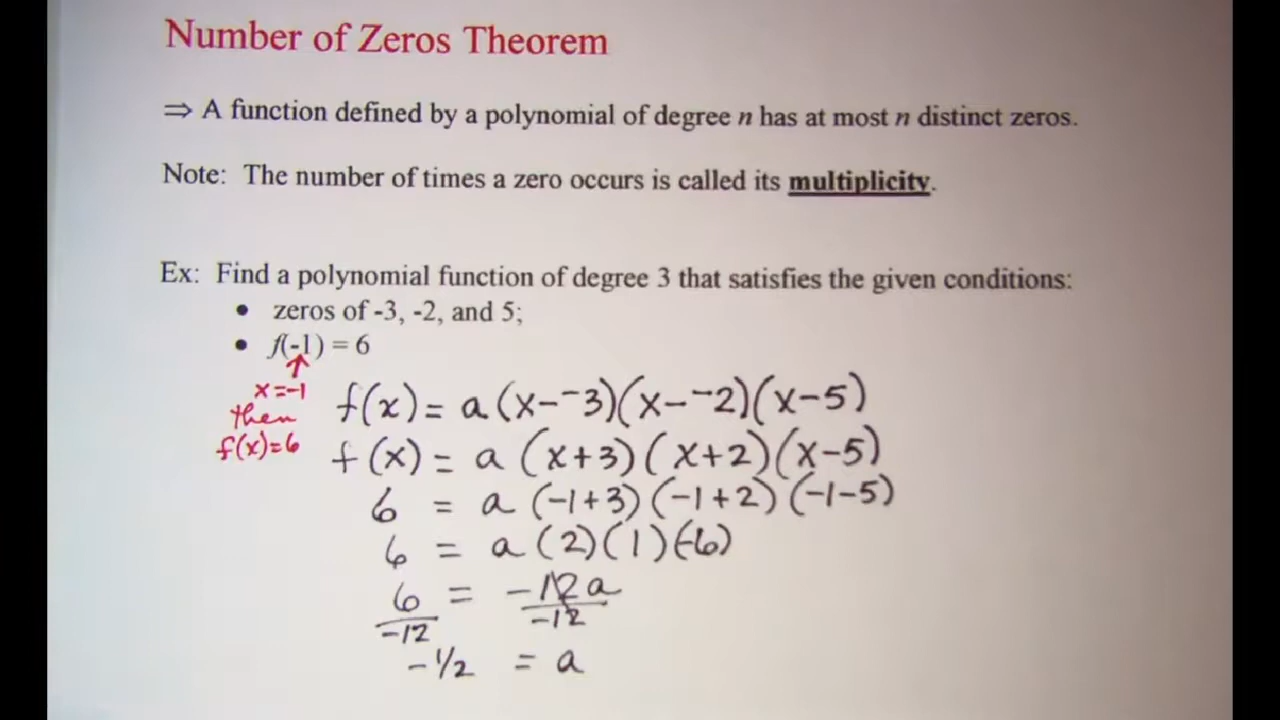 Number of Zeros Theorem
⇒ A function defined by a polynomial of degree n has at most n distinct zeros.
Note: The number of times a zero occurs is called its multiplicity.
Ex: Find a polynomial function of degree 3 that satisfies the given conditions:
• zeros of -3, -2, and 5;
• f(-1) = 6
↑
x=-1
then
f(x)=6
f(x) = a(x-⁻3)(x-⁻2)(x-5)
f(x) = a(x+3)(x+2)(x-5)
6 = a(-1+3)(-1+2)(-1-5)
6 = a(2)(1)(-6)
6 = -12a
-12 -12
-1/2 = a